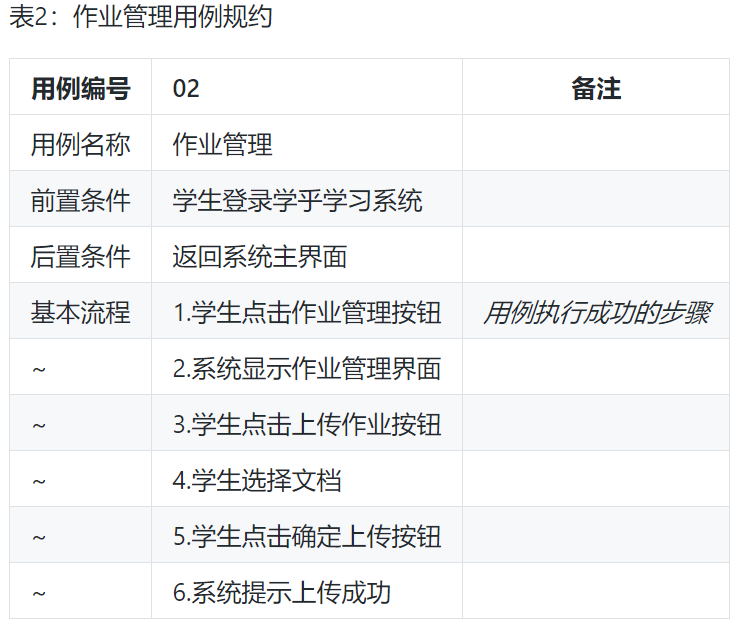 表2：作业管理用例规约
用例编号 02 备注
用例名称 作业管理
前置条件 学生登录学乎学习系统
后置条件 返回系统主界面
基本流程 1.学生点击作业管理按钮 用例执行成功的步骤
~ 2.系统显示作业管理界面
~ 3.学生点击上传作业按钮
~ 4.学生选择文档
~ 5.学生点击确定上传按钮
~ 6.系统提示上传成功